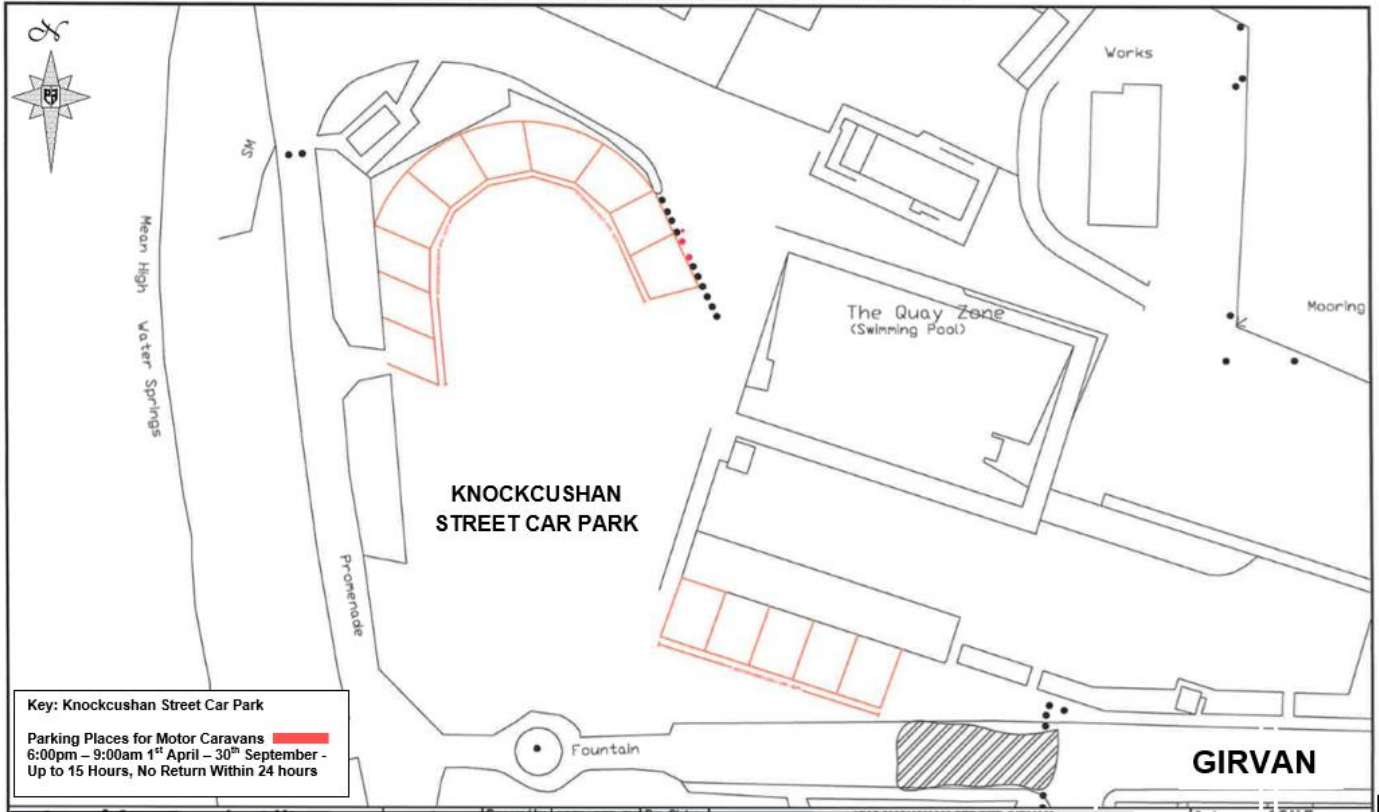 N
Works
SM
Mean High Water Springs
The Quay Zone
(Swimming Pool)
Mooring
KNOCKCUSHAN
STREET CAR PARK
Promenade
Key: Knockcushan Street Car Park
Parking Places for Motor Caravans
6:00pm – 9:00am 1st April – 30th September -
Up to 15 Hours, No Return Within 24 hours
Fountain
GIRVAN